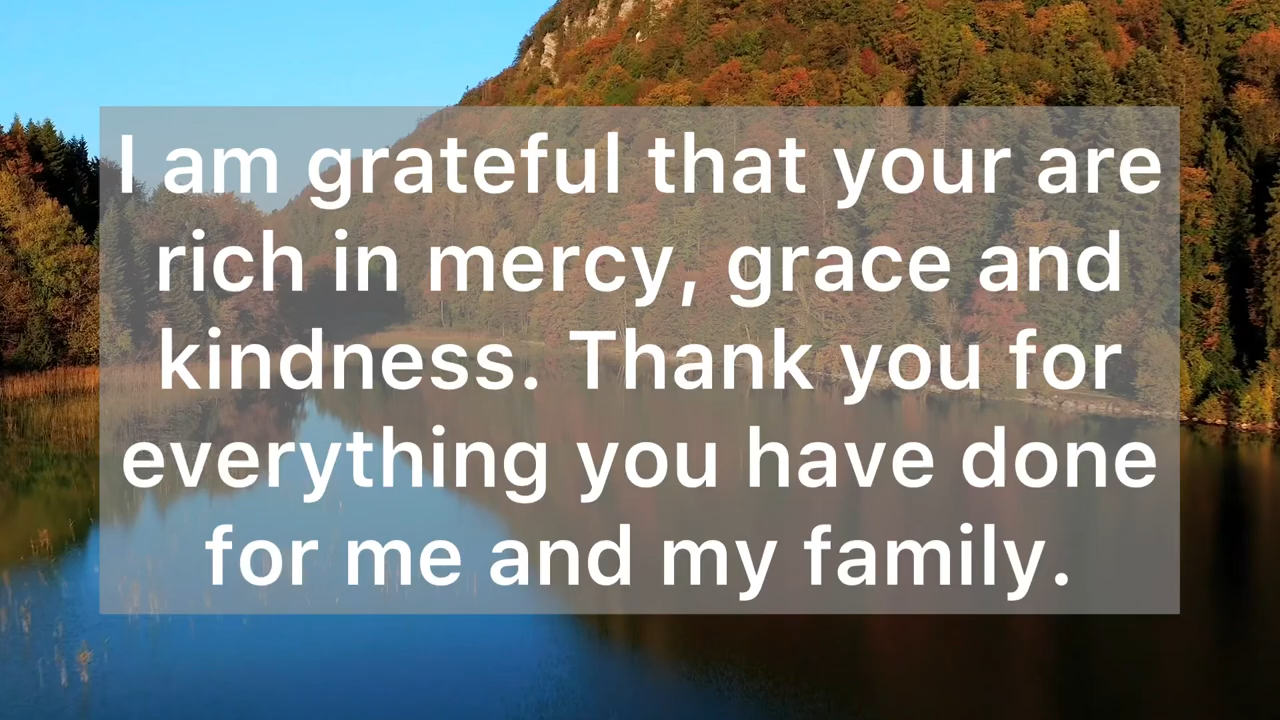 I am grateful that your are
rich in mercy, grace and
kindness. Thank you for
everything you have done
for me and my family.